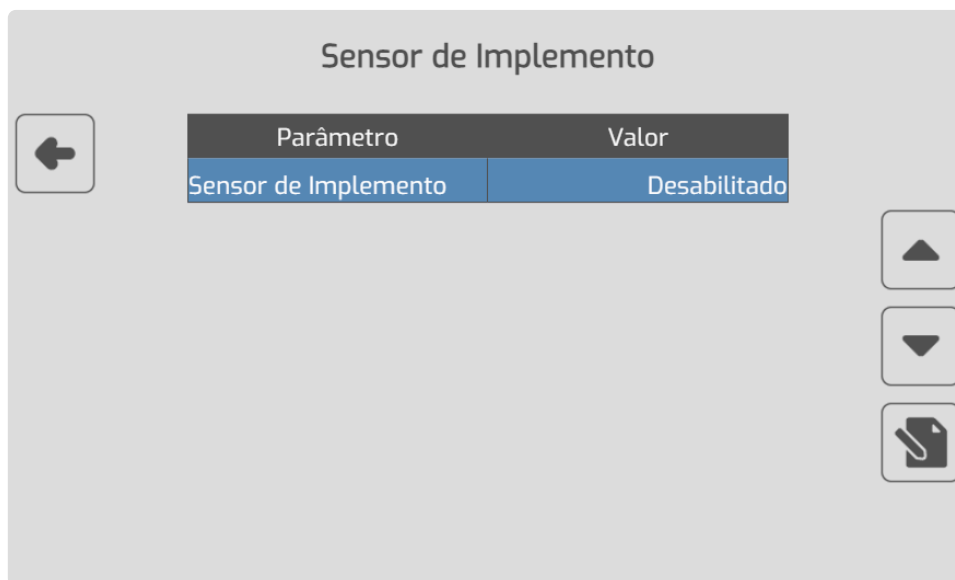 Sensor de Implemento
Parâmetro Valor
Sensor de Implemento Desabilitado